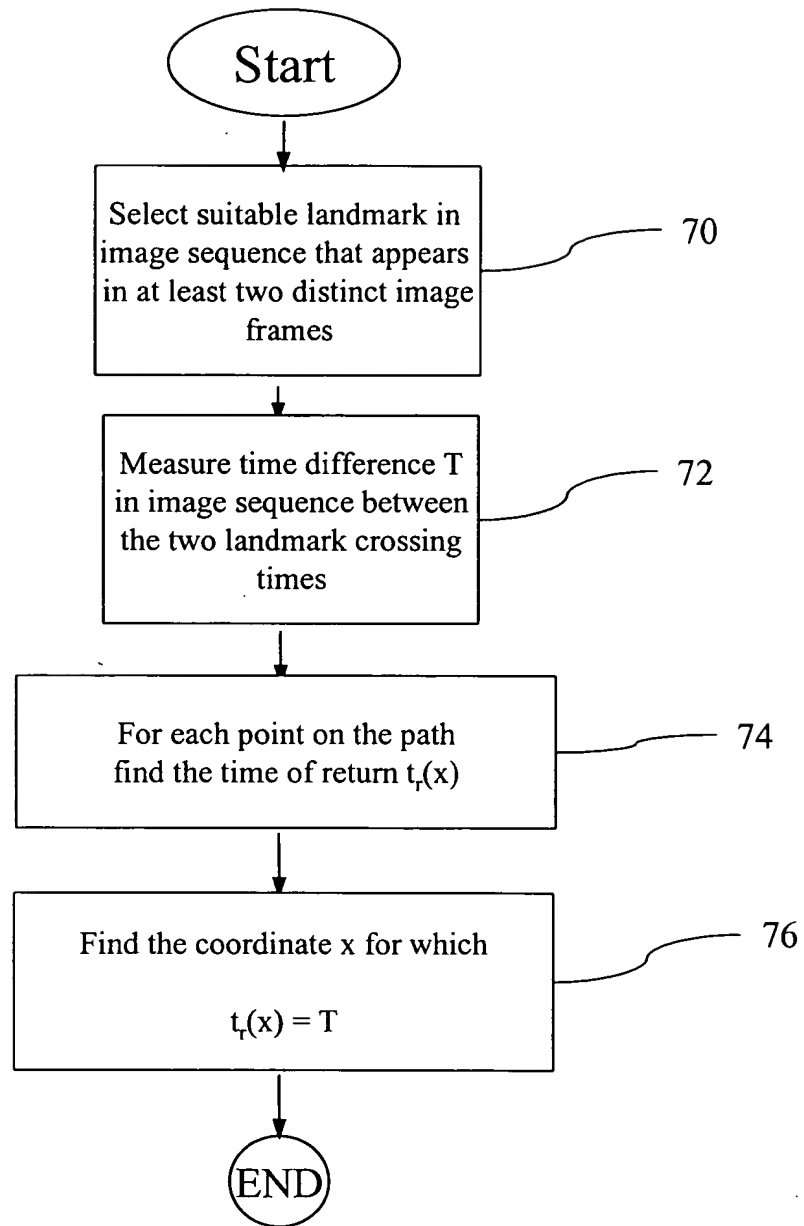 Start
Select suitable landmark in
image sequence that appears
in at least two distinct image
frames
70
Measure time difference T
in image sequence between
the two landmark crossing
times
72
For each point on the path
find the time of return tᵣ(x)
74
Find the coordinate x for which
tᵣ(x) = T
76
END